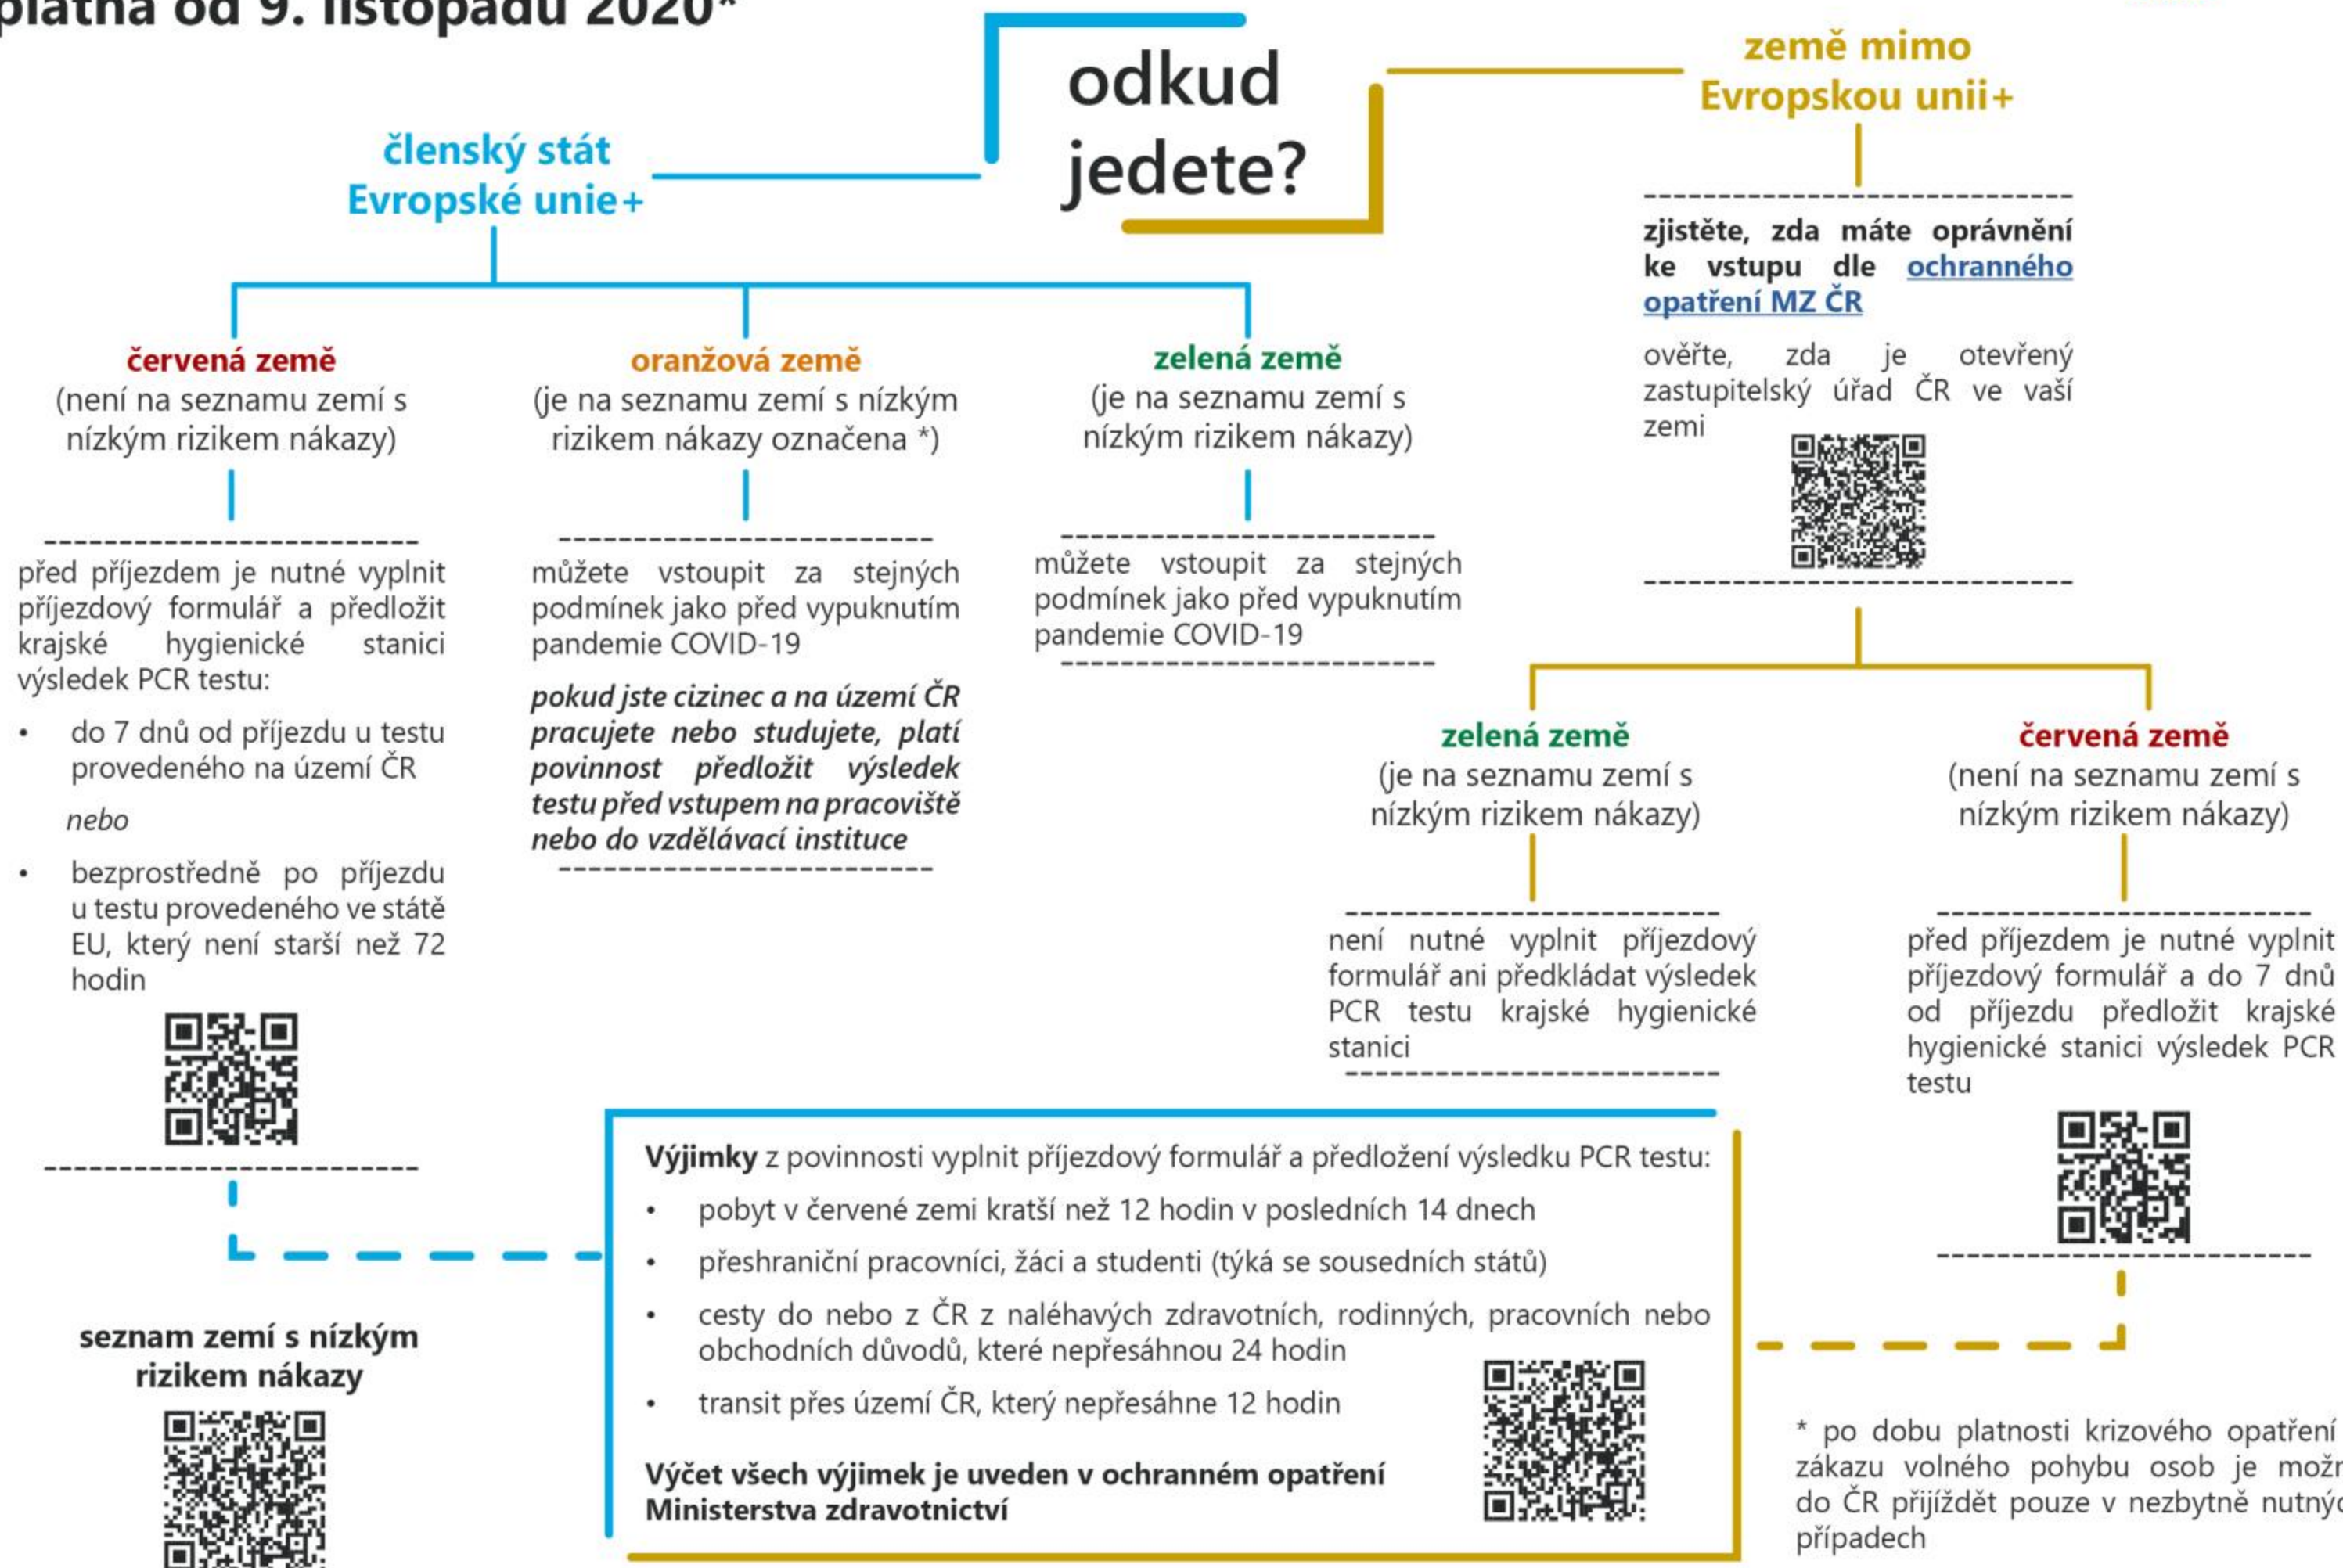 platná od 9. listopadu 2020*
odkud
jedete?
členský stát
Evropské unie+
země mimo
Evropskou unii+
zjistěte, zda máte oprávnění
ke vstupu dle ochranného
opatření MZ ČR
ověřte, zda je otevřený
zastupitelský úřad ČR ve vaší
zemi
červená země
(není na seznamu zemí s
nízkým rizikem nákazy)
před příjezdem je nutné vyplnit
příjezdový formulář a předložit
krajské hygienické stanici
výsledek PCR testu:
• do 7 dnů od příjezdu u testu
provedeného na území ČR
nebo
• bezprostředně po příjezdu
u testu provedeného ve státě
EU, který není starší než 72
hodin
oranžová země
(je na seznamu zemí s nízkým
rizikem nákazy označena *)
můžete vstoupit za stejných
podmínek jako před vypuknutím
pandemie COVID-19
pokud jste cizinec a na území ČR
pracujete nebo studujete, platí
povinnost předložit výsledek
testu před vstupem na pracoviště
nebo do vzdělávací instituce
zelená země
(je na seznamu zemí s
nízkým rizikem nákazy)
můžete vstoupit za stejných
podmínek jako před vypuknutím
pandemie COVID-19
zelená země
(je na seznamu zemí s
nízkým rizikem nákazy)
není nutné vyplnit příjezdový
formulář ani předkládat výsledek
PCR testu krajské hygienické
stanici
červená země
(není na seznamu zemí s
nízkým rizikem nákazy)
před příjezdem je nutné vyplnit
příjezdový formulář a do 7 dnů
od příjezdu předložit krajské
hygienické stanici výsledek PCR
testu
Výjimky z povinnosti vyplnit příjezdový formulář a předložení výsledku PCR testu:
• pobyt v červené zemi kratší než 12 hodin v posledních 14 dnech
• přeshraniční pracovníci, žáci a studenti (týká se sousedních států)
• cesty do nebo z ČR z naléhavých zdravotních, rodinných, pracovních nebo
obchodních důvodů, které nepřesáhnou 24 hodin
• transit přes území ČR, který nepřesáhne 12 hodin
Výčet všech výjimek je uveden v ochranném opatření
Ministerstva zdravotnictví
seznam zemí s nízkým
rizikem nákazy
* po dobu platnosti krizového opatření
zákazu volného pohybu osob je
do ČR přijíždět pouze v nezbytně
případech